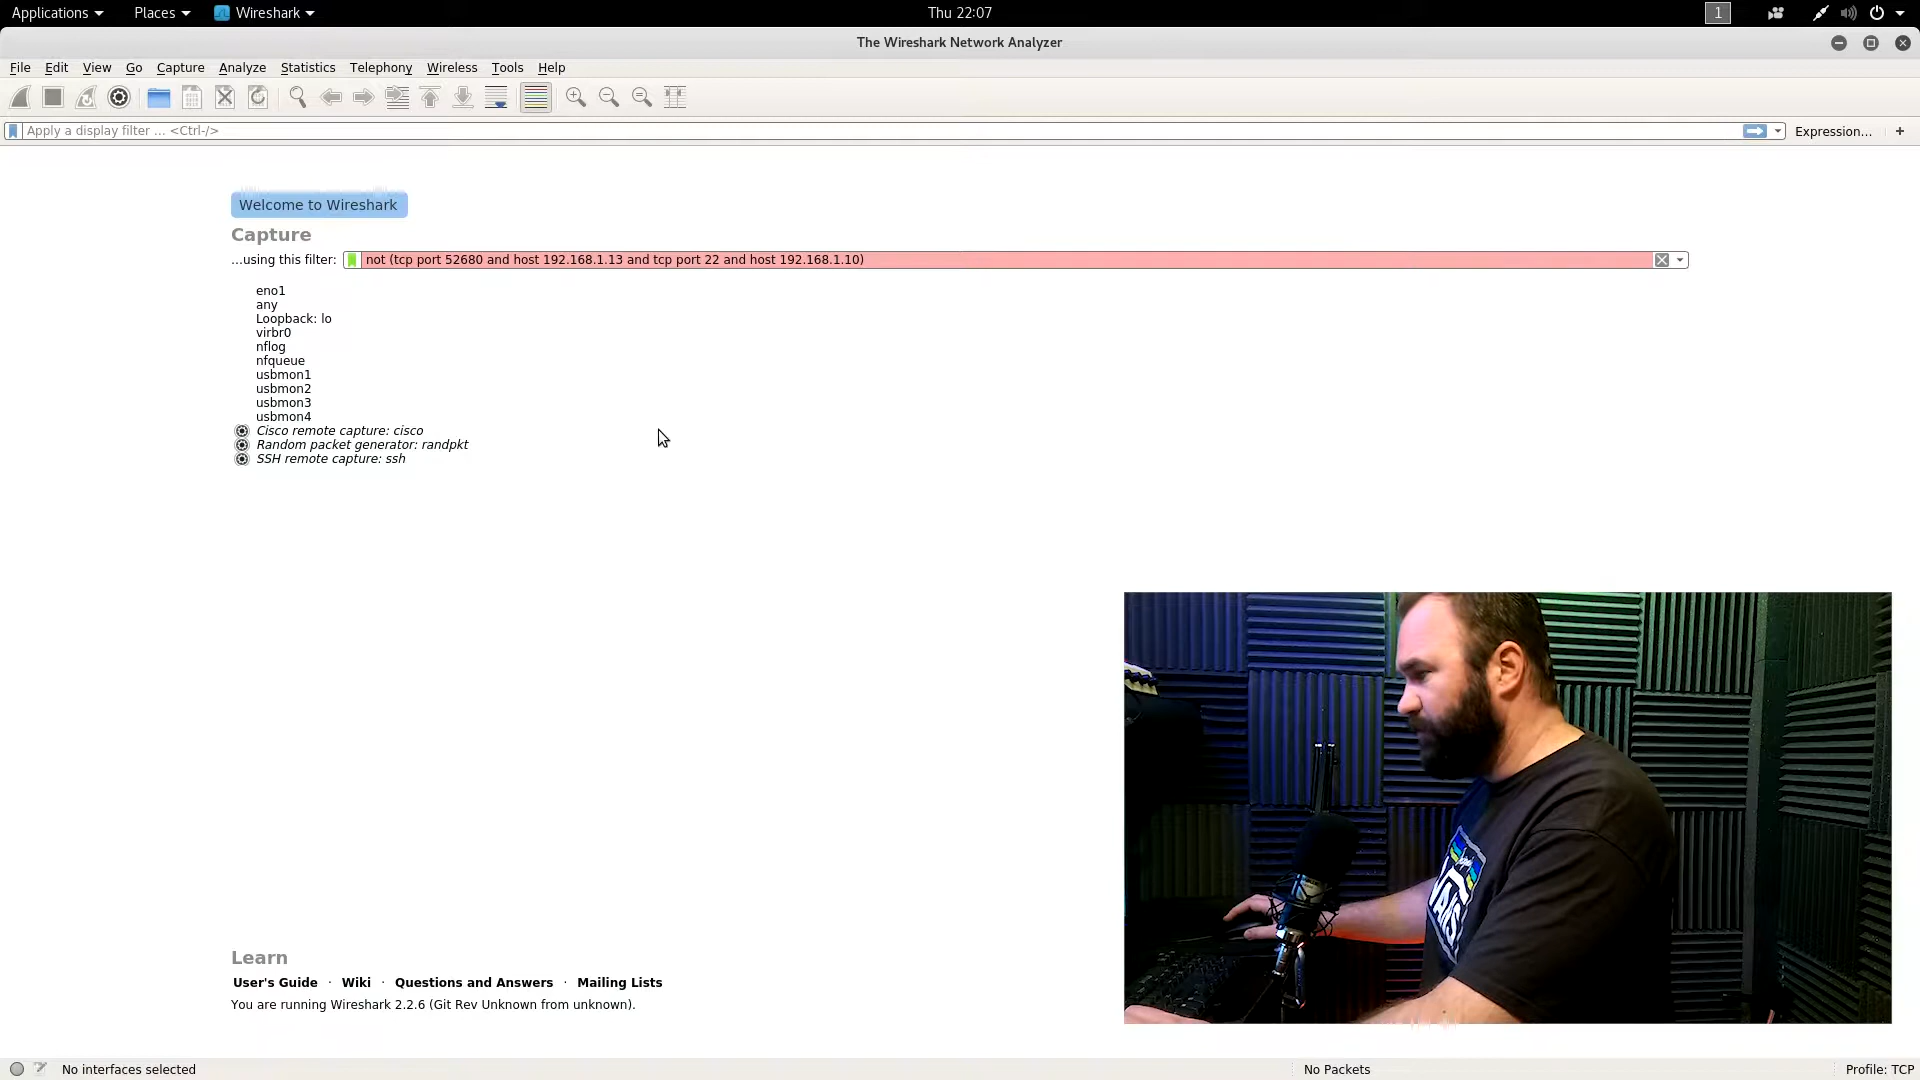 Applications Places Wireshark Thu 22:07 1
The Wireshark Network Analyzer
File Edit View Go Capture Analyze Statistics Telephony Wireless Tools Help
Apply a display filter ... <Ctrl-/> Expression... +
Welcome to Wireshark
Capture
...using this filter: not (tcp port 52680 and host 192.168.1.13 and tcp port 22 and host 192.168.1.10)
eno1
any
Loopback: lo
virbr0
nflog
nfqueue
usbmon1
usbmon2
usbmon3
usbmon4
Cisco remote capture: cisco
Random packet generator: randpkt
SSH remote capture: ssh
VANS
Learn
User's Guide · Wiki · Questions and Answers · Mailing Lists
You are running Wireshark 2.2.6 (Git Rev Unknown from unknown).
No interfaces selected No Packets Profile: TCP